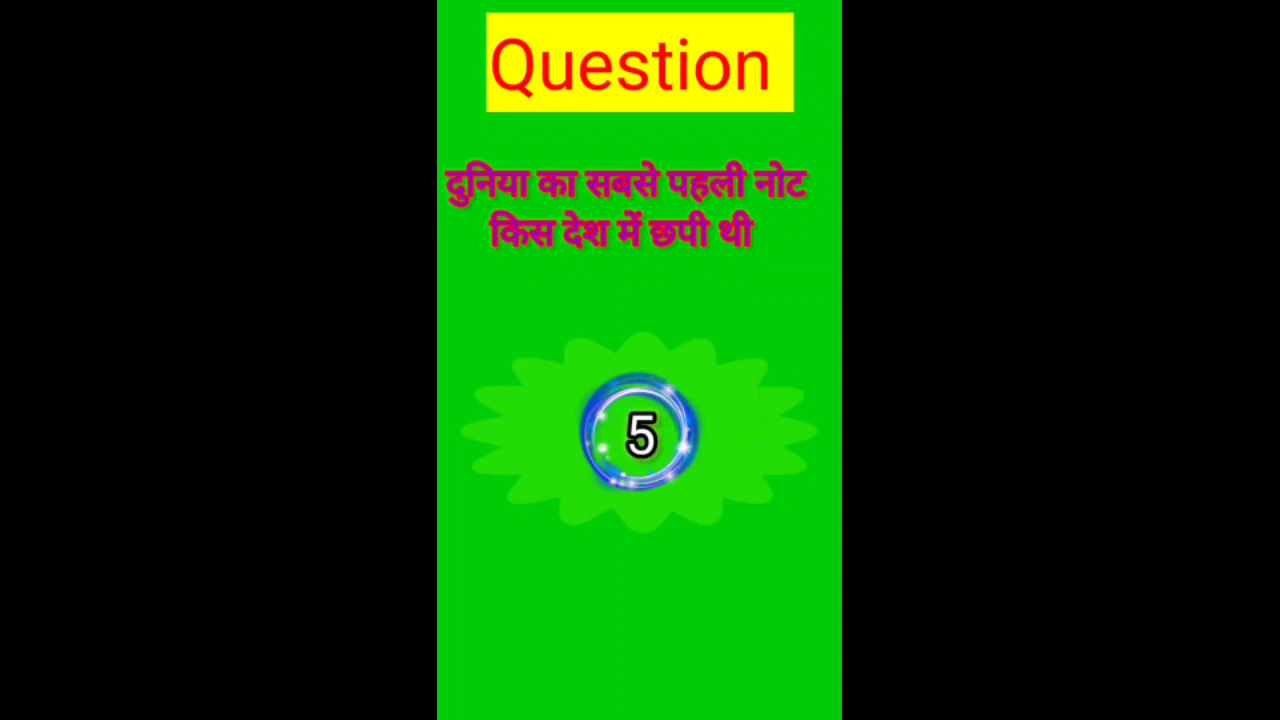 Question
दुनिया का सबसे पहली नोट
किस देश में छपी थी
5